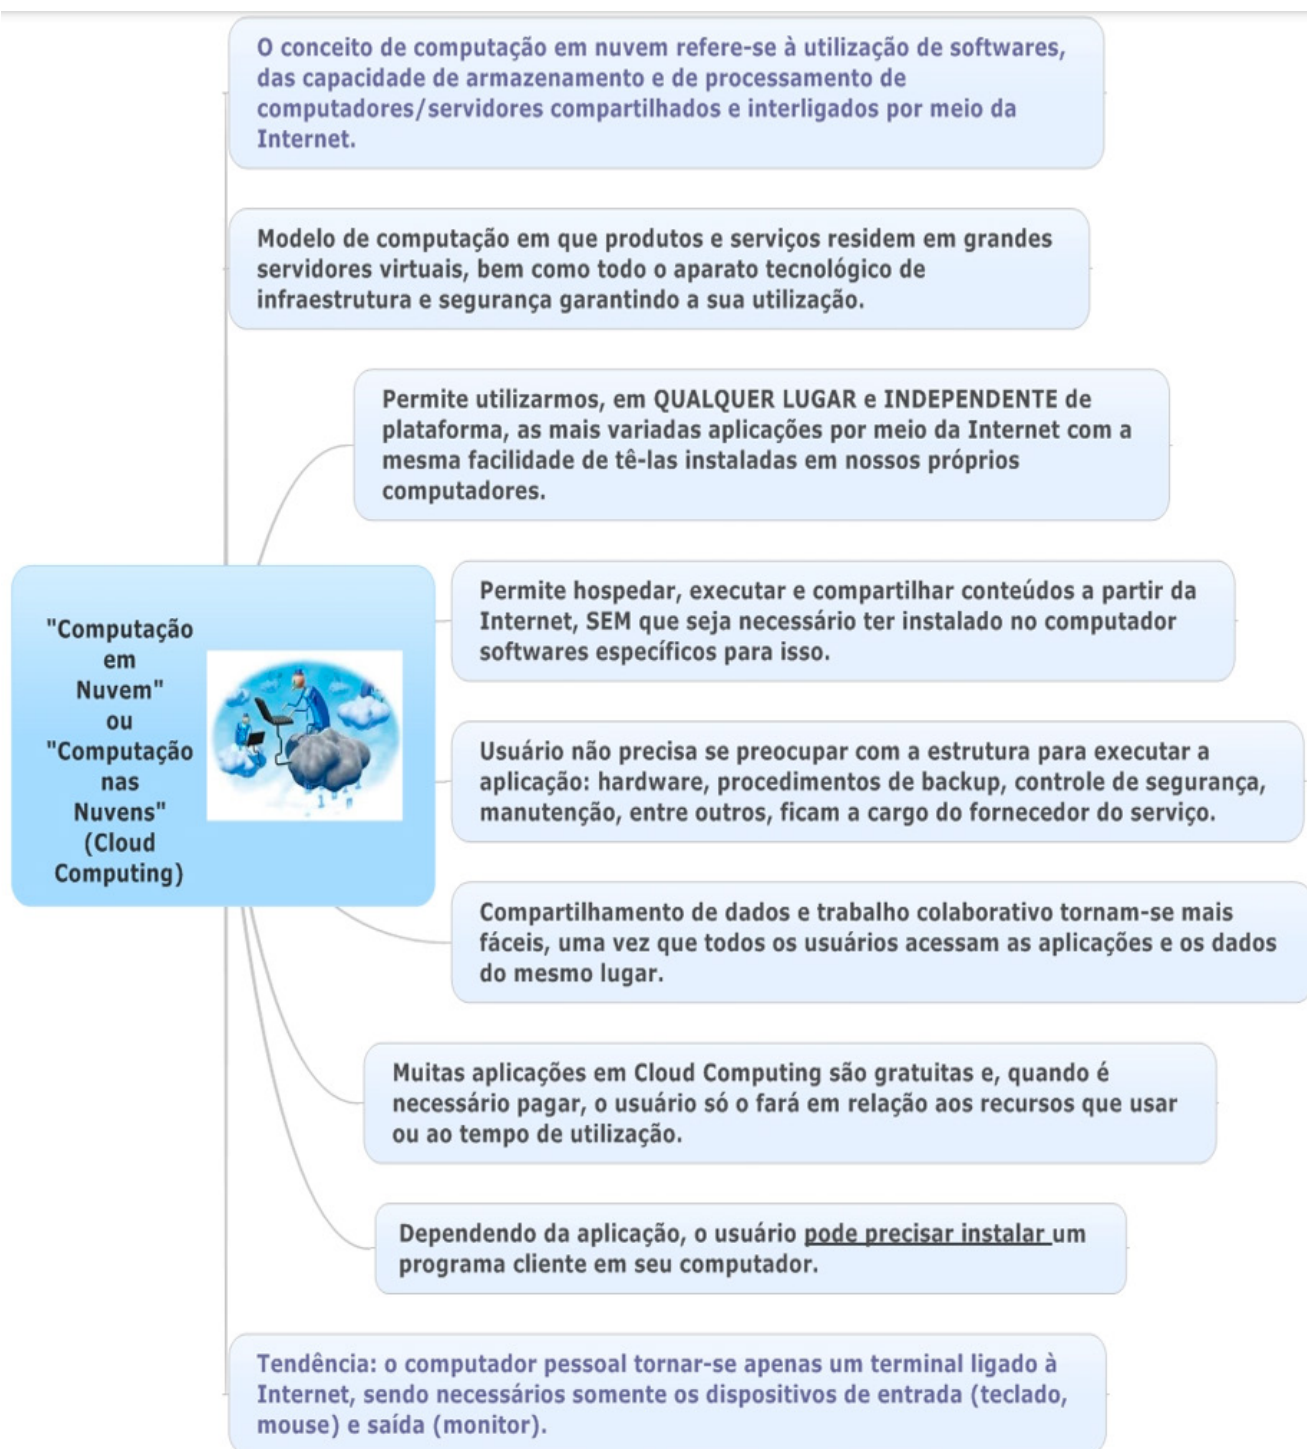 O conceito de computação em nuvem refere-se à utilização de softwares,
das capacidade de armazenamento e de processamento de
computadores/servidores compartilhados e interligados por meio da
Internet.
Modelo de computação em que produtos e serviços residem em grandes
servidores virtuais, bem como todo o aparato tecnológico de
infraestrutura e segurança garantindo a sua utilização.
Permite utilizarmos, em QUALQUER LUGAR e INDEPENDENTE de
plataforma, as mais variadas aplicações por meio da Internet com a
mesma facilidade de tê-las instaladas em nossos próprios
computadores.
"Computação
em
Nuvem"
ou
"Computação
nas
Nuvens"
(Cloud
Computing)
Permite hospedar, executar e compartilhar conteúdos a partir da
Internet, SEM que seja necessário ter instalado no computador
softwares específicos para isso.
Usuário não precisa se preocupar com a estrutura para executar a
aplicação: hardware, procedimentos de backup, controle de segurança,
manutenção, entre outros, ficam a cargo do fornecedor do serviço.
Compartilhamento de dados e trabalho colaborativo tornam-se mais
fáceis, uma vez que todos os usuários acessam as aplicações e os dados
do mesmo lugar.
Muitas aplicações em Cloud Computing são gratuitas e, quando é
necessário pagar, o usuário só o fará em relação aos recursos que usar
ou ao tempo de utilização.
Dependendo da aplicação, o usuário pode precisar instalar um
programa cliente em seu computador.
Tendência: o computador pessoal tornar-se apenas um terminal ligado à
Internet, sendo necessários somente os dispositivos de entrada (teclado,
mouse) e saída (monitor).